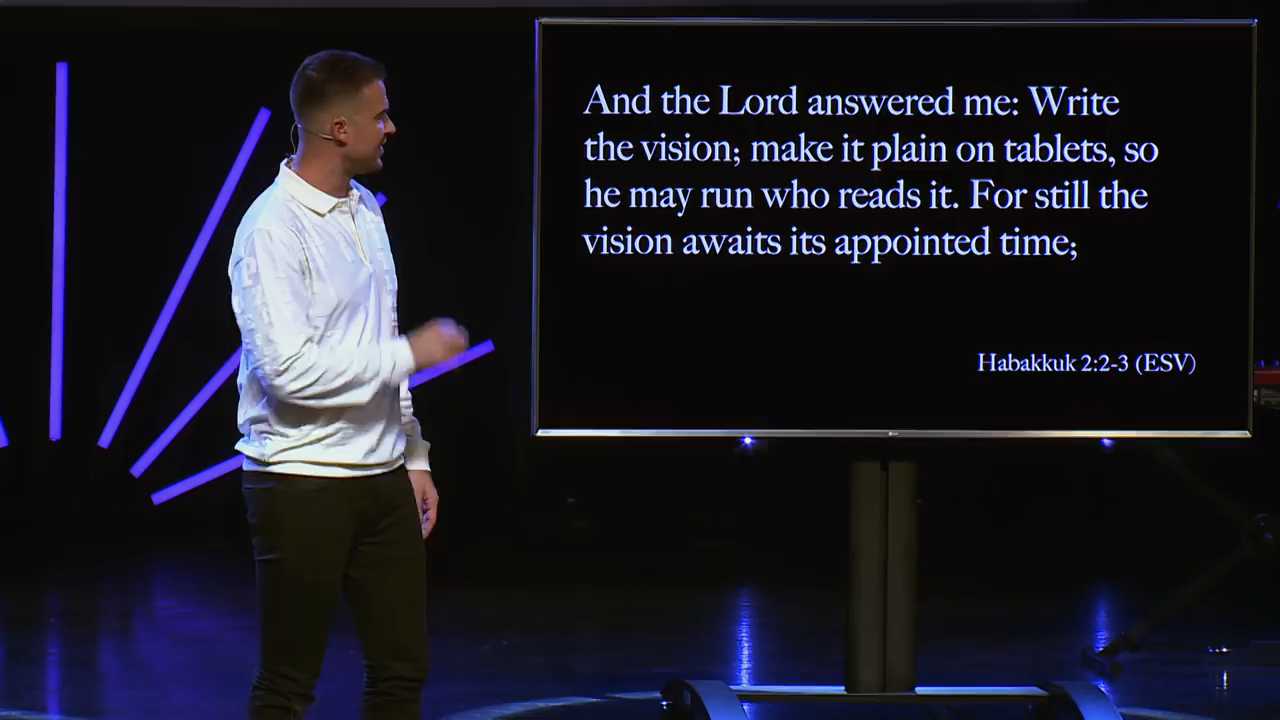 And the Lord answered me: Write
the vision; make it plain on tablets, so
he may run who reads it. For still the
vision awaits its appointed time;
Habakkuk 2:2-3 (ESV)